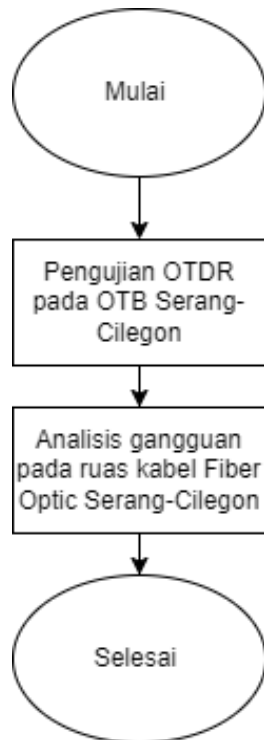 Mulai
Pengujian OTDR
pada OTB Serang-
Cilegon
Analisis gangguan
pada ruas kabel Fiber
Optic Serang-Cilegon
Selesai